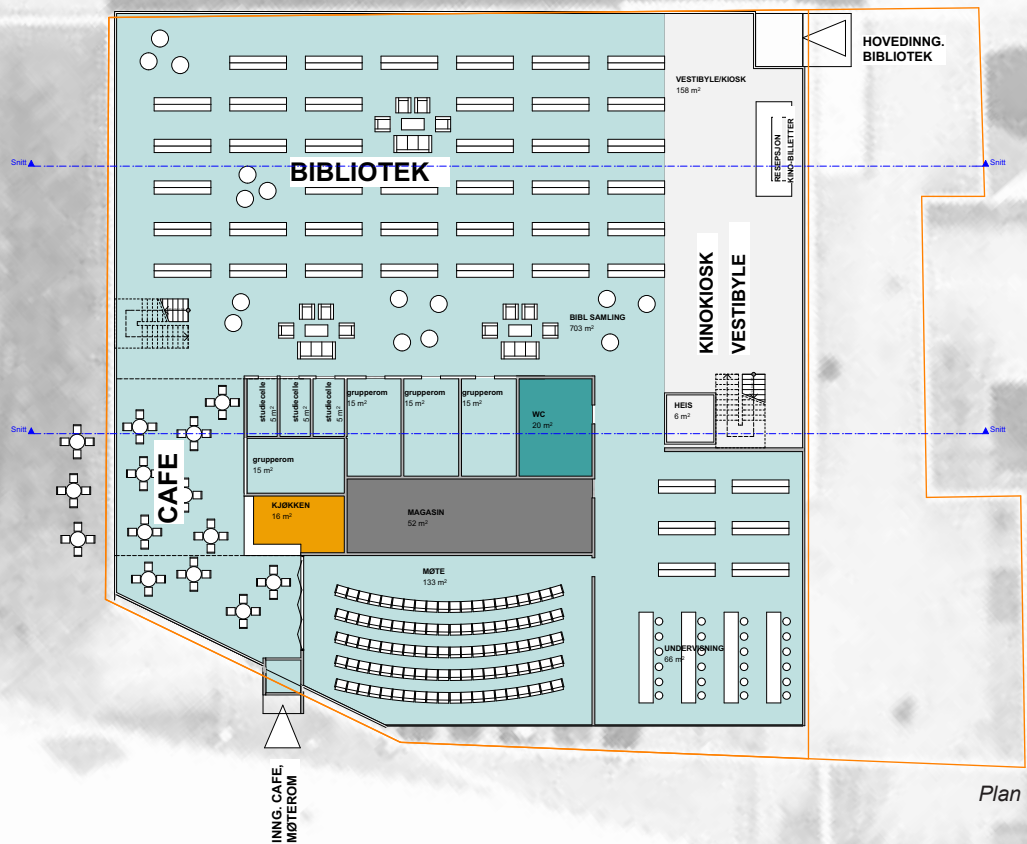 HOVEDINNG.
BIBLIOTEK
VESTIBYLE/KIOSK
158 m²
RESEPSJON
KINO-BILLETTER
Snitt
Snitt
BIBLIOTEK
KINOKIOSK
VESTIBYLE
BIBL SAMLING
703 m²
studiecelle
5 m²
studiecelle
5 m²
studiecelle
5 m²
grupperom
15 m²
grupperom
15 m²
grupperom
15 m²
WC
20 m²
HEIS
6 m²
Snitt
Snitt
CAFE
grupperom
15 m²
KJØKKEN
16 m²
MAGASIN
52 m²
MØTE
133 m²
UNDERVISNING
66 m²
INNG. CAFE,
MØTEROM
Plan